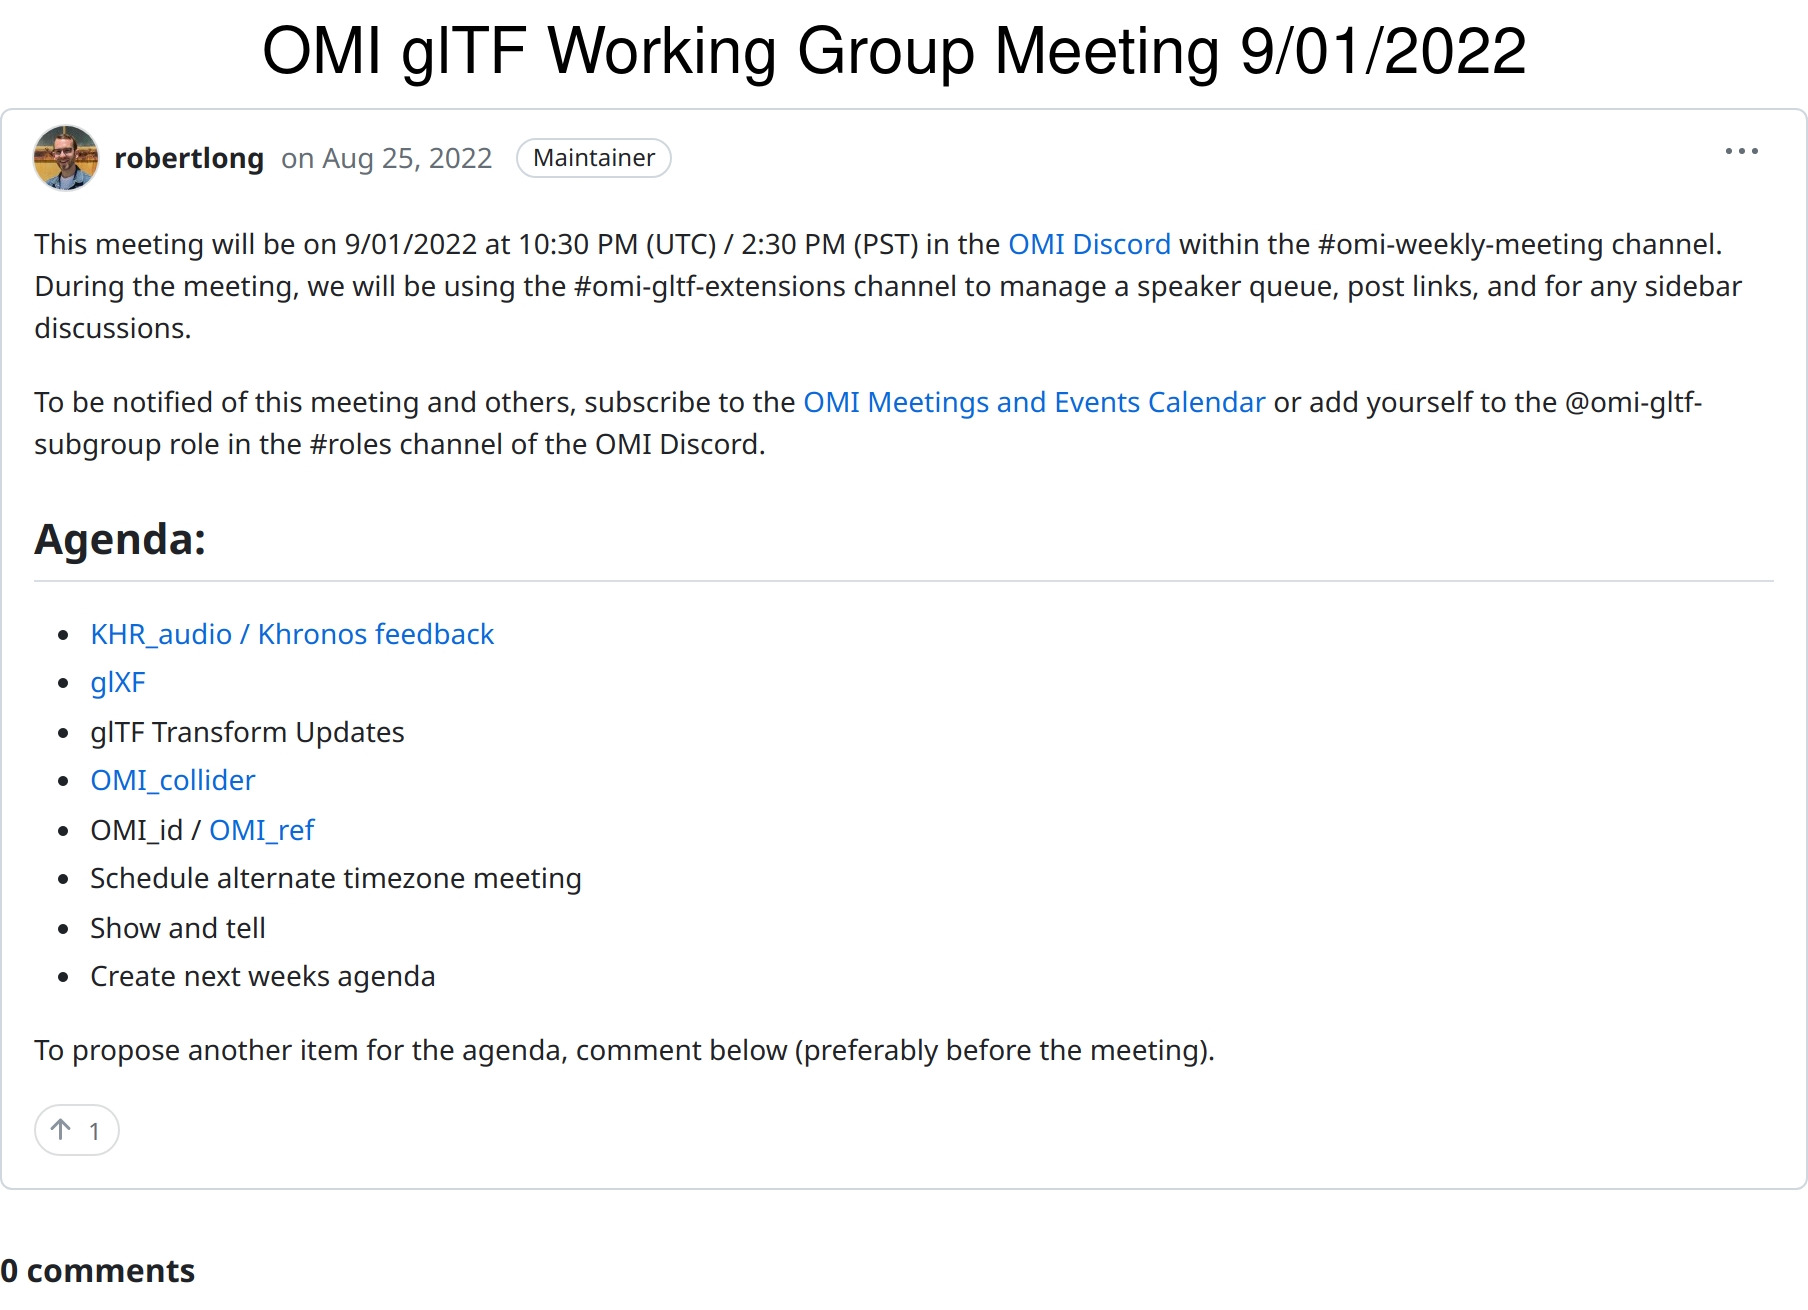 OMI glTF Working Group Meeting 9/01/2022
robertlong on Aug 25, 2022 Maintainer
This meeting will be on 9/01/2022 at 10:30 PM (UTC) / 2:30 PM (PST) in the OMI Discord within the #omi-weekly-meeting channel.
During the meeting, we will be using the #omi-gltf-extensions channel to manage a speaker queue, post links, and for any sidebar
discussions.
To be notified of this meeting and others, subscribe to the OMI Meetings and Events Calendar or add yourself to the @omi-gltf-
subgroup role in the #roles channel of the OMI Discord.
Agenda:
• KHR_audio / Khronos feedback
• glXF
• glTF Transform Updates
• OMI_collider
• OMI_id / OMI_ref
• Schedule alternate timezone meeting
• Show and tell
• Create next weeks agenda
To propose another item for the agenda, comment below (preferably before the meeting).
↑ 1
0 comments